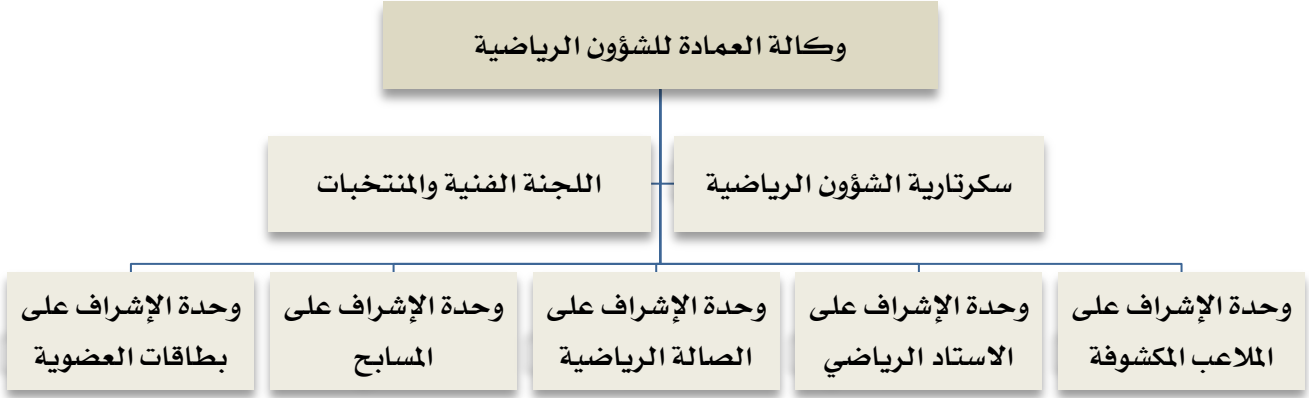 وكالة العمادة للشؤون الرياضية
سكرتارية الشؤون الرياضية
اللجنة الفنية والمنتخبات
وحدة الإشراف على
الملاعب المكشوفة
وحدة الإشراف على
الاستاد الرياضي
وحدة الإشراف على
الصالة الرياضية
وحدة الإشراف على
المسابح
وحدة الإشراف على
بطاقات العضوية